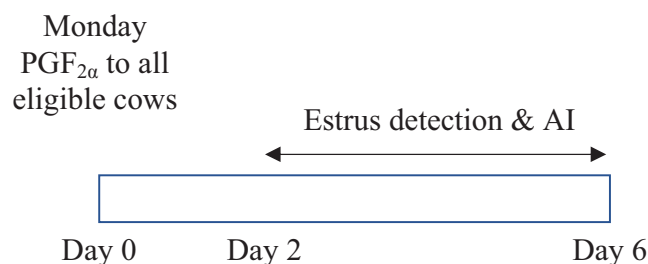 Monday
PGF₂α to all
eligible cows
Estrus detection & AI
Day 0
Day 2
Day 6